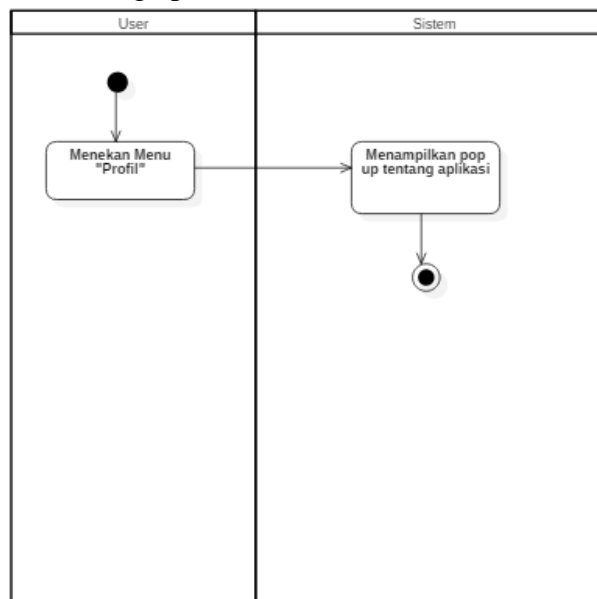 User
Sistem
Menekan Menu
"Profil"
Menampilkan pop
up tentang aplikasi